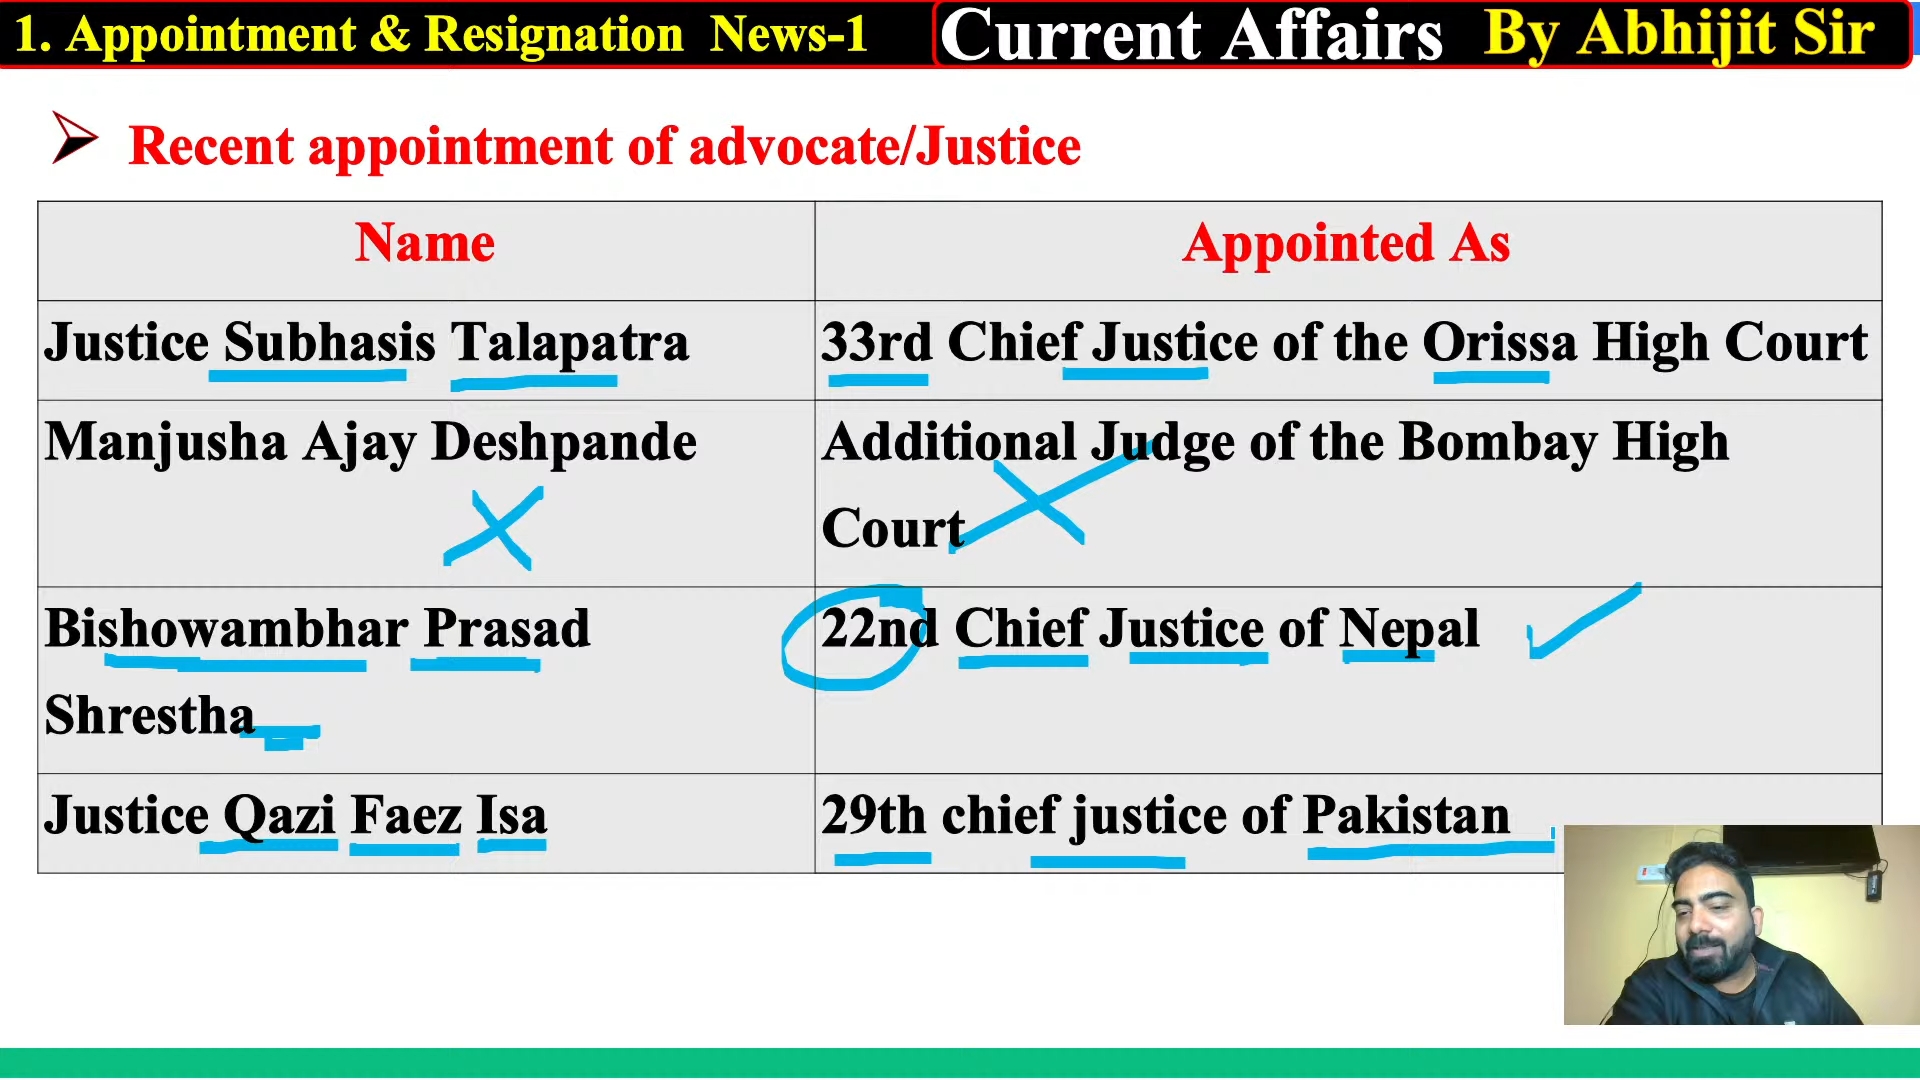 1. Appointment & Resignation News-1
Current Affairs By Abhijit Sir
Recent appointment of advocate/Justice
Name
Appointed As
Justice Subhasis Talapatra
33rd Chief Justice of the Orissa High Court
Manjusha Ajay Deshpande
Additional Judge of the Bombay High
Court
Bishowambhar Prasad
Shrestha
22nd Chief Justice of Nepal
Justice Qazi Faez Isa
29th chief justice of Pakistan